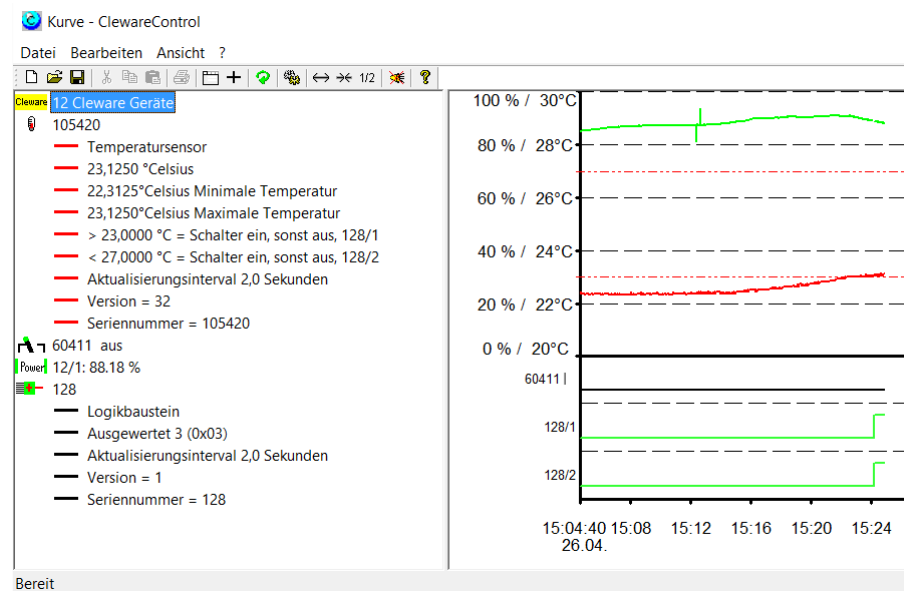 Kurve - ClewareControl
Datei Bearbeiten Ansicht ?
1/2
Cleware 12 Cleware Geräte
105420
Temperatursensor
23,1250 °Celsius
22,3125°Celsius Minimale Temperatur
23,1250°Celsius Maximale Temperatur
> 23,0000 °C = Schalter ein, sonst aus, 128/1
< 27,0000 °C = Schalter ein, sonst aus, 128/2
Aktualisierungsinterval 2,0 Sekunden
Version = 32
Seriennummer = 105420
60411 aus
Power 12/1: 88.18 %
128
Logikbaustein
Ausgewertet 3 (0x03)
Aktualisierungsinterval 2,0 Sekunden
Version = 1
Seriennummer = 128
100 % / 30°C
80 % / 28°C
60 % / 26°C
40 % / 24°C
20 % / 22°C
0 % / 20°C
60411
128/1
128/2
15:04:40 15:08 15:12 15:16 15:20 15:24
26.04.
Bereit